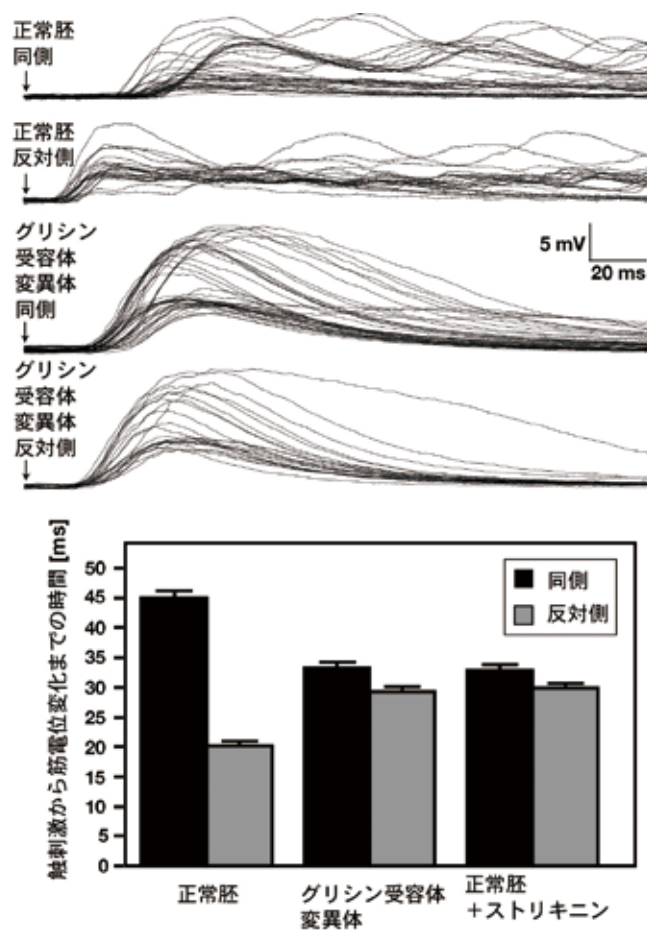 正常胚
同側
正常胚
反対側
グリシン
受容体
変異体
同側
5 mV
20 ms
グリシン
受容体
変異体
反対側
触刺激から筋電位変化までの時間 [ms]
50
45
40
35
30
25
20
15
10
5
0
同側
反対側
正常胚
グリシン受容体
変異体
正常胚
＋ストリキニン